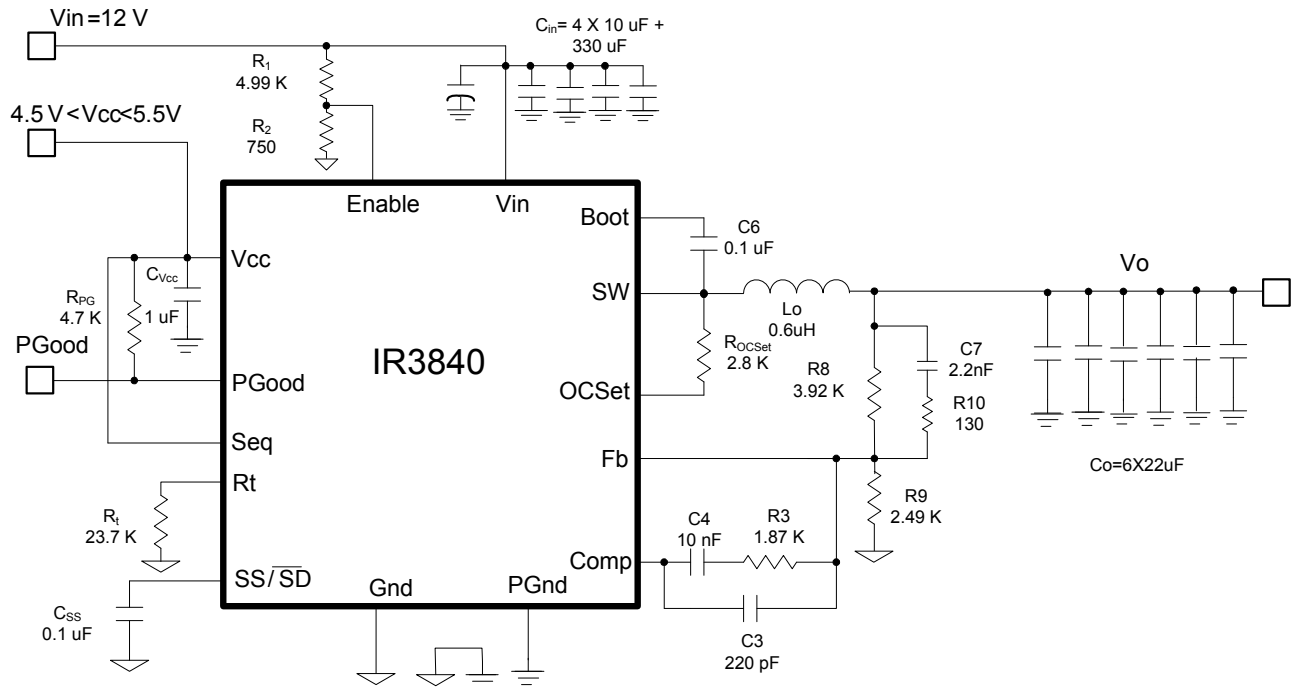 Vin=12 V
Cin= 4 X 10 uF +
330 uF
R1
4.99 K
4.5 V<Vcc<5.5V
R2
750
Enable
Vin
Boot
C6
0.1 uF
Vcc
CVcc
1 uF
RPG
4.7 K
SW
Lo
0.6uH
Vo
PGood
IR3840
ROCSet
2.8 K
PGood
OCSet
R8
3.92 K
C7
2.2nF
R10
130
Seq
Fb
Co=6X22uF
Rt
Rt
23.7 K
R9
2.49 K
C4
10 nF
R3
1.87 K
Comp
SS/SD
Gnd
PGnd
CSS
0.1 uF
C3
220 pF